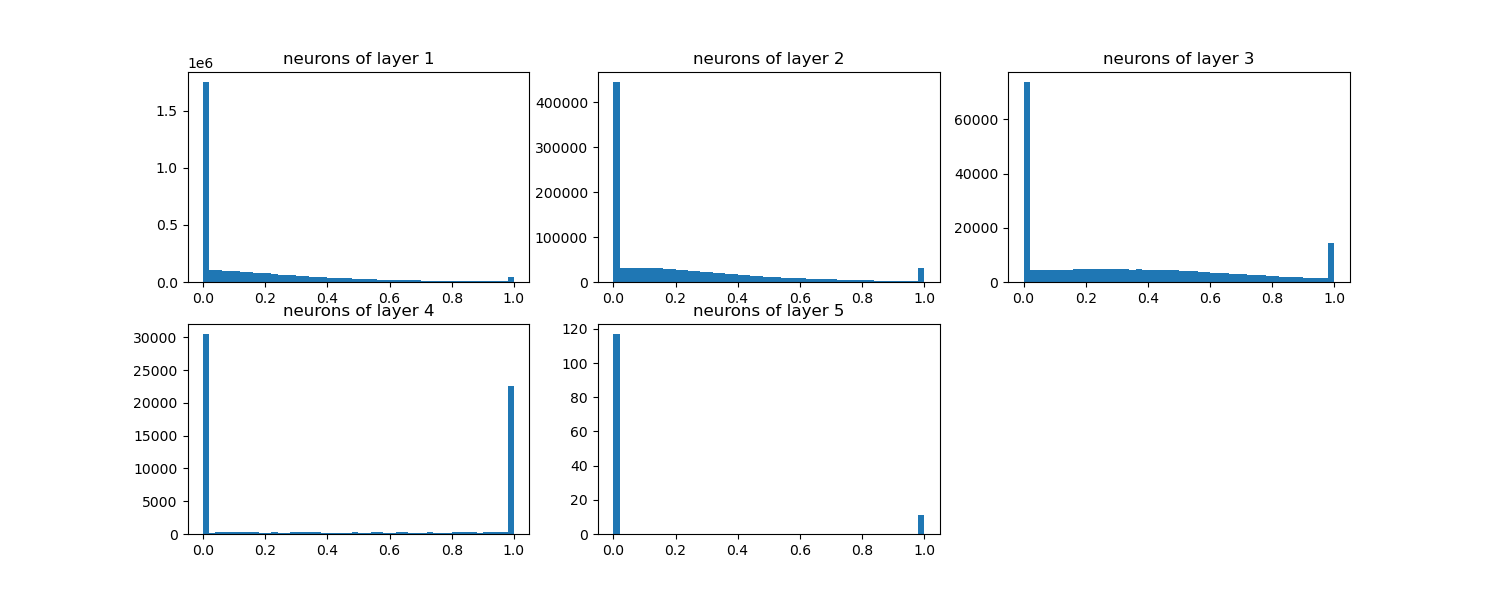 neurons of layer 1
1e6
1.5
1.0
0.5
0.0
0.0 0.2 0.4 0.6 0.8 1.0
neurons of layer 2
400000
300000
200000
100000
0
0.0 0.2 0.4 0.6 0.8 1.0
neurons of layer 3
60000
40000
20000
0
0.0 0.2 0.4 0.6 0.8 1.0
neurons of layer 4
30000
25000
20000
15000
10000
5000
0
0.0 0.2 0.4 0.6 0.8 1.0
neurons of layer 5
120
100
80
60
40
20
0
0.0 0.2 0.4 0.6 0.8 1.0